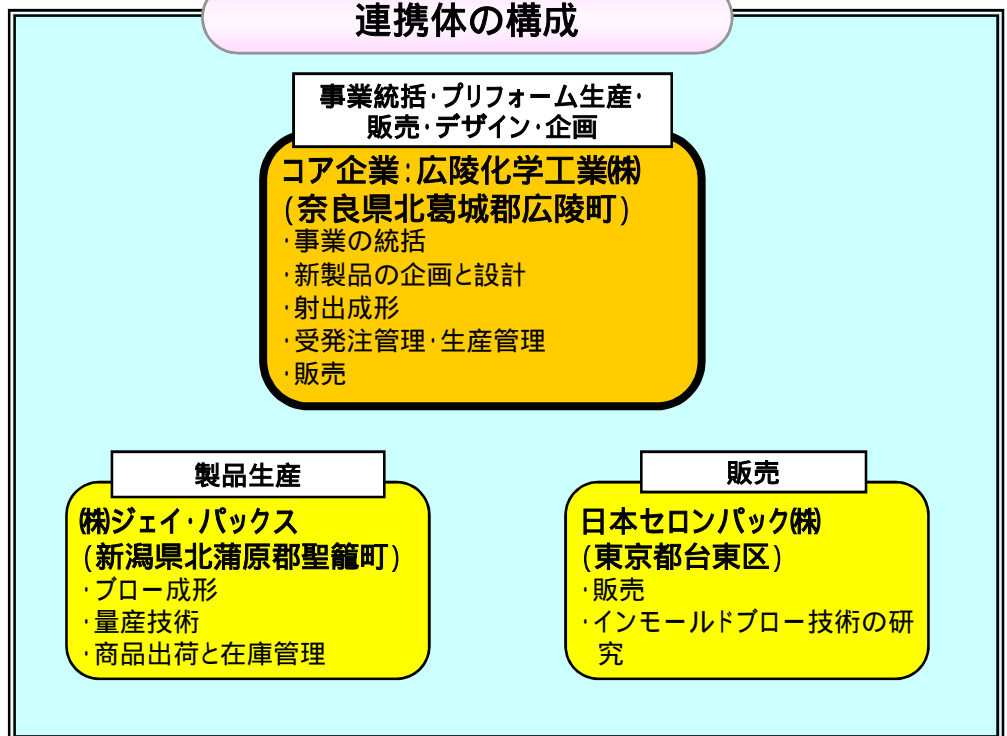 連携体の構成
事業統括･プリフォーム生産･
販売･デザイン･企画
コア企業:広陵化学工業㈱
(奈良県北葛城郡広陵町)
･事業の統括
･新製品の企画と設計
･射出成形
･受発注管理･生産管理
･販売
製品生産
㈱ジェイ･パックス
(新潟県北蒲原郡聖籠町)
･ブロー成形
･量産技術
･商品出荷と在庫管理
販売
日本セロンパック㈱
(東京都台東区)
･販売
･インモールドブロー技術の研
究